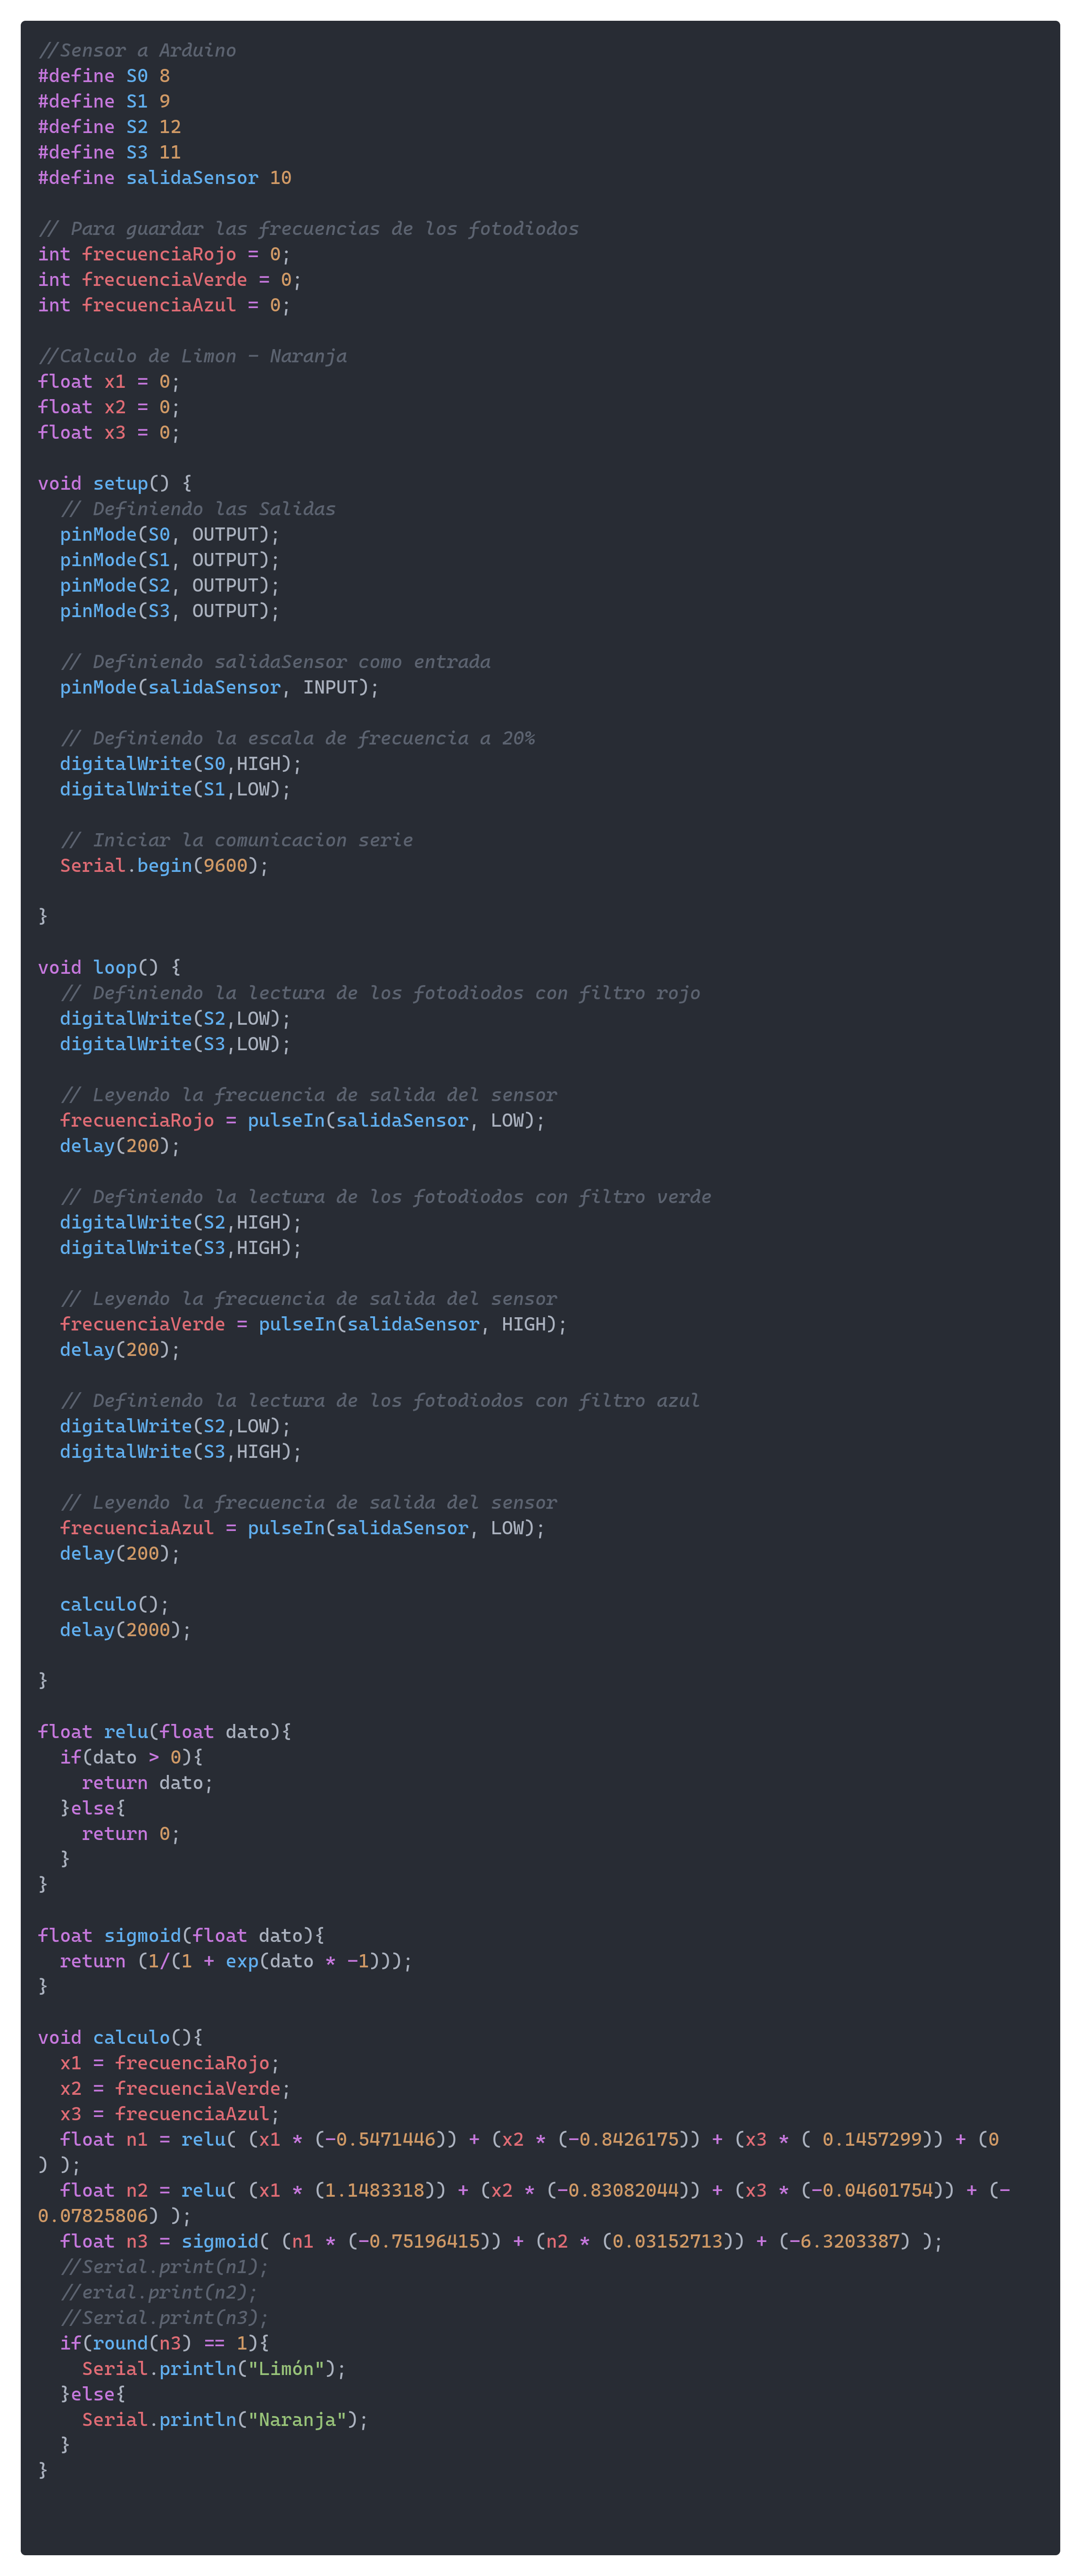 //Sensor a Arduino
#define S0 8
#define S1 9
#define S2 12
#define S3 11
#define salidaSensor 10
// Para guardar las frecuencias de los fotodiodos
int frecuenciaRojo = 0;
int frecuenciaVerde = 0;
int frecuenciaAzul = 0;
//Calculo de Limon - Naranja
float x1 = 0;
float x2 = 0;
float x3 = 0;
void setup() {
// Definiendo las Salidas
pinMode(S0, OUTPUT);
pinMode(S1, OUTPUT);
pinMode(S2, OUTPUT);
pinMode(S3, OUTPUT);
// Definiendo salidaSensor como entrada
pinMode(salidaSensor, INPUT);
// Definiendo la escala de frecuencia a 20%
digitalWrite(S0,HIGH);
digitalWrite(S1,LOW);
// Iniciar la comunicacion serie
Serial.begin(9600);
}
void loop() {
// Definiendo la lectura de los fotodiodos con filtro rojo
digitalWrite(S2,LOW);
digitalWrite(S3,LOW);
// Leyendo la frecuencia de salida del sensor
frecuenciaRojo = pulseIn(salidaSensor, LOW);
delay(200);
// Definiendo la lectura de los fotodiodos con filtro verde
digitalWrite(S2,HIGH);
digitalWrite(S3,HIGH);
// Leyendo la frecuencia de salida del sensor
frecuenciaVerde = pulseIn(salidaSensor, HIGH);
delay(200);
// Definiendo la lectura de los fotodiodos con filtro azul
digitalWrite(S2,LOW);
digitalWrite(S3,HIGH);
// Leyendo la frecuencia de salida del sensor
frecuenciaAzul = pulseIn(salidaSensor, LOW);
delay(200);
calculo();
delay(2000);
}
float relu(float dato){
if(dato > 0){
return dato;
}else{
return 0;
}
}
float sigmoid(float dato){
return (1/(1 + exp(dato * -1)));
}
void calculo(){
x1 = frecuenciaRojo;
x2 = frecuenciaVerde;
x3 = frecuenciaAzul;
float n1 = relu( (x1 * (-0.5471446)) + (x2 * (-0.8426175)) + (x3 * ( 0.1457299)) + (0
) );
float n2 = relu( (x1 * (1.1483318)) + (x2 * (-0.83082044)) + (x3 * (-0.04601754)) + (-
0.07825806) );
float n3 = sigmoid( (n1 * (-0.75196415)) + (n2 * (0.03152713)) + (-6.3203387) );
//Serial.print(n1);
//erial.print(n2);
//Serial.print(n3);
if(round(n3) == 1){
Serial.println("Limón");
}else{
Serial.println("Naranja");
}
}